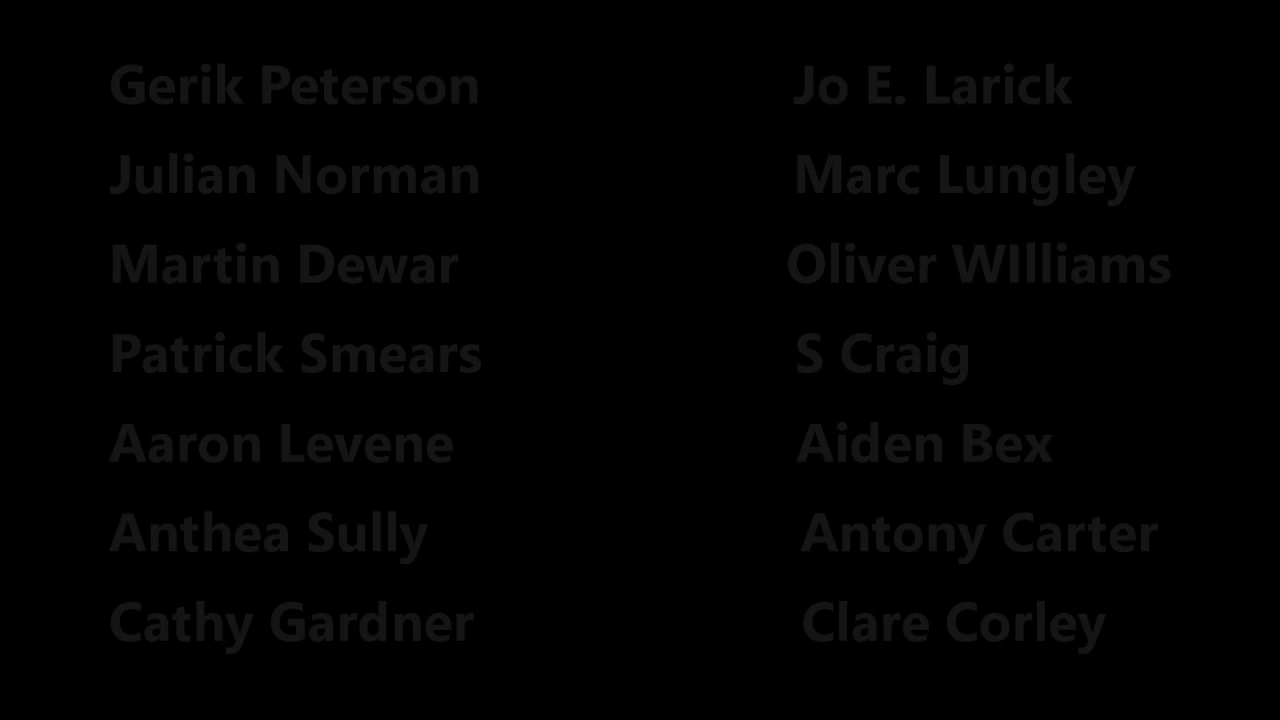 Gerik Peterson
Julian Norman
Martin Dewar
Patrick Smears
Aaron Levene
Anthea Sully
Cathy Gardner
Jo E. Larick
Marc Lungley
Oliver WIlliams
S Craig
Aiden Bex
Antony Carter
Clare Corley